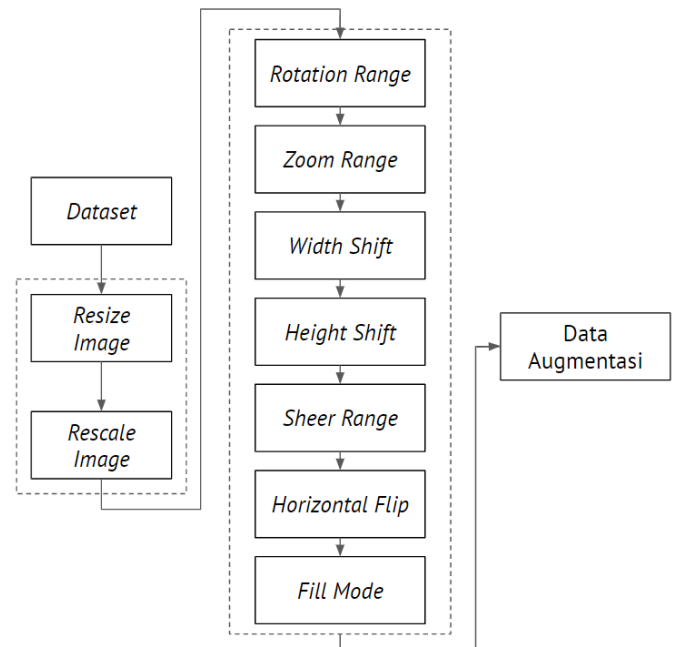 Dataset
Resize
Image
Rescale
Image
Rotation Range
Zoom Range
Width Shift
Height Shift
Sheer Range
Horizontal Flip
Fill Mode
Data
Augmentasi